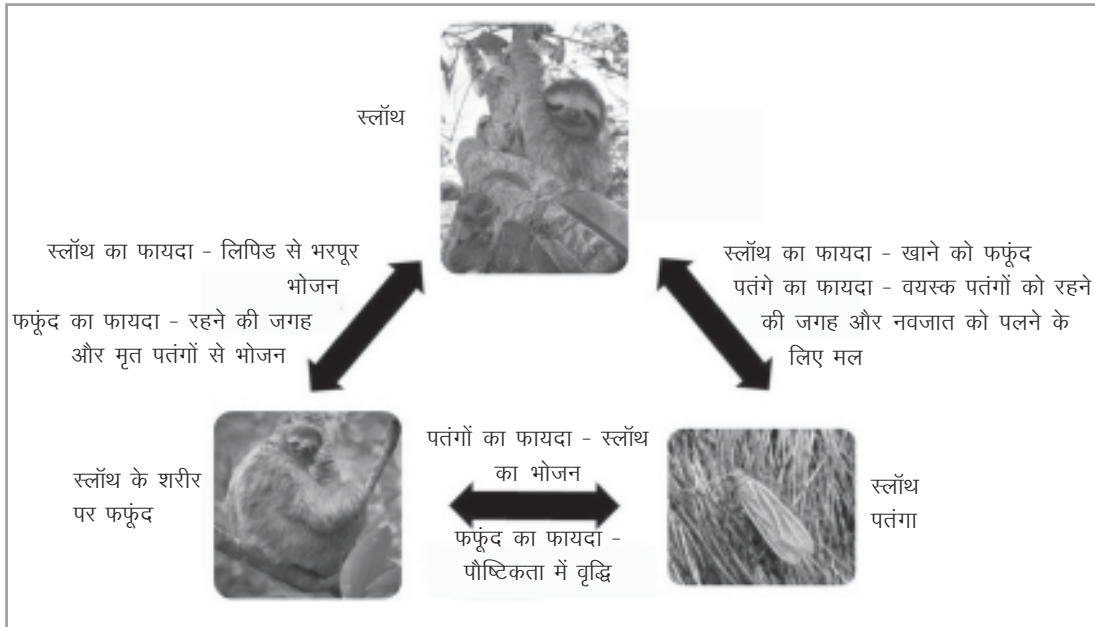 स्लॉथ
स्लॉथ का फायदा - लिपिड से भरपूर
भोजन
फफूंद का फायदा - रहने की जगह
और मृत पतंगों से भोजन
स्लॉथ का फायदा - खाने को फफूंद
पतंगे का फायदा - वयस्क पतंगों को रहने
की जगह और नवजात को पलने के
लिए मल
स्लॉथ के शरीर
पर फफूंद
पतंगों का फायदा - स्लॉथ
का भोजन
फफूंद का फायदा -
पौष्टिकता में वृद्धि
स्लॉथ
पतंगा